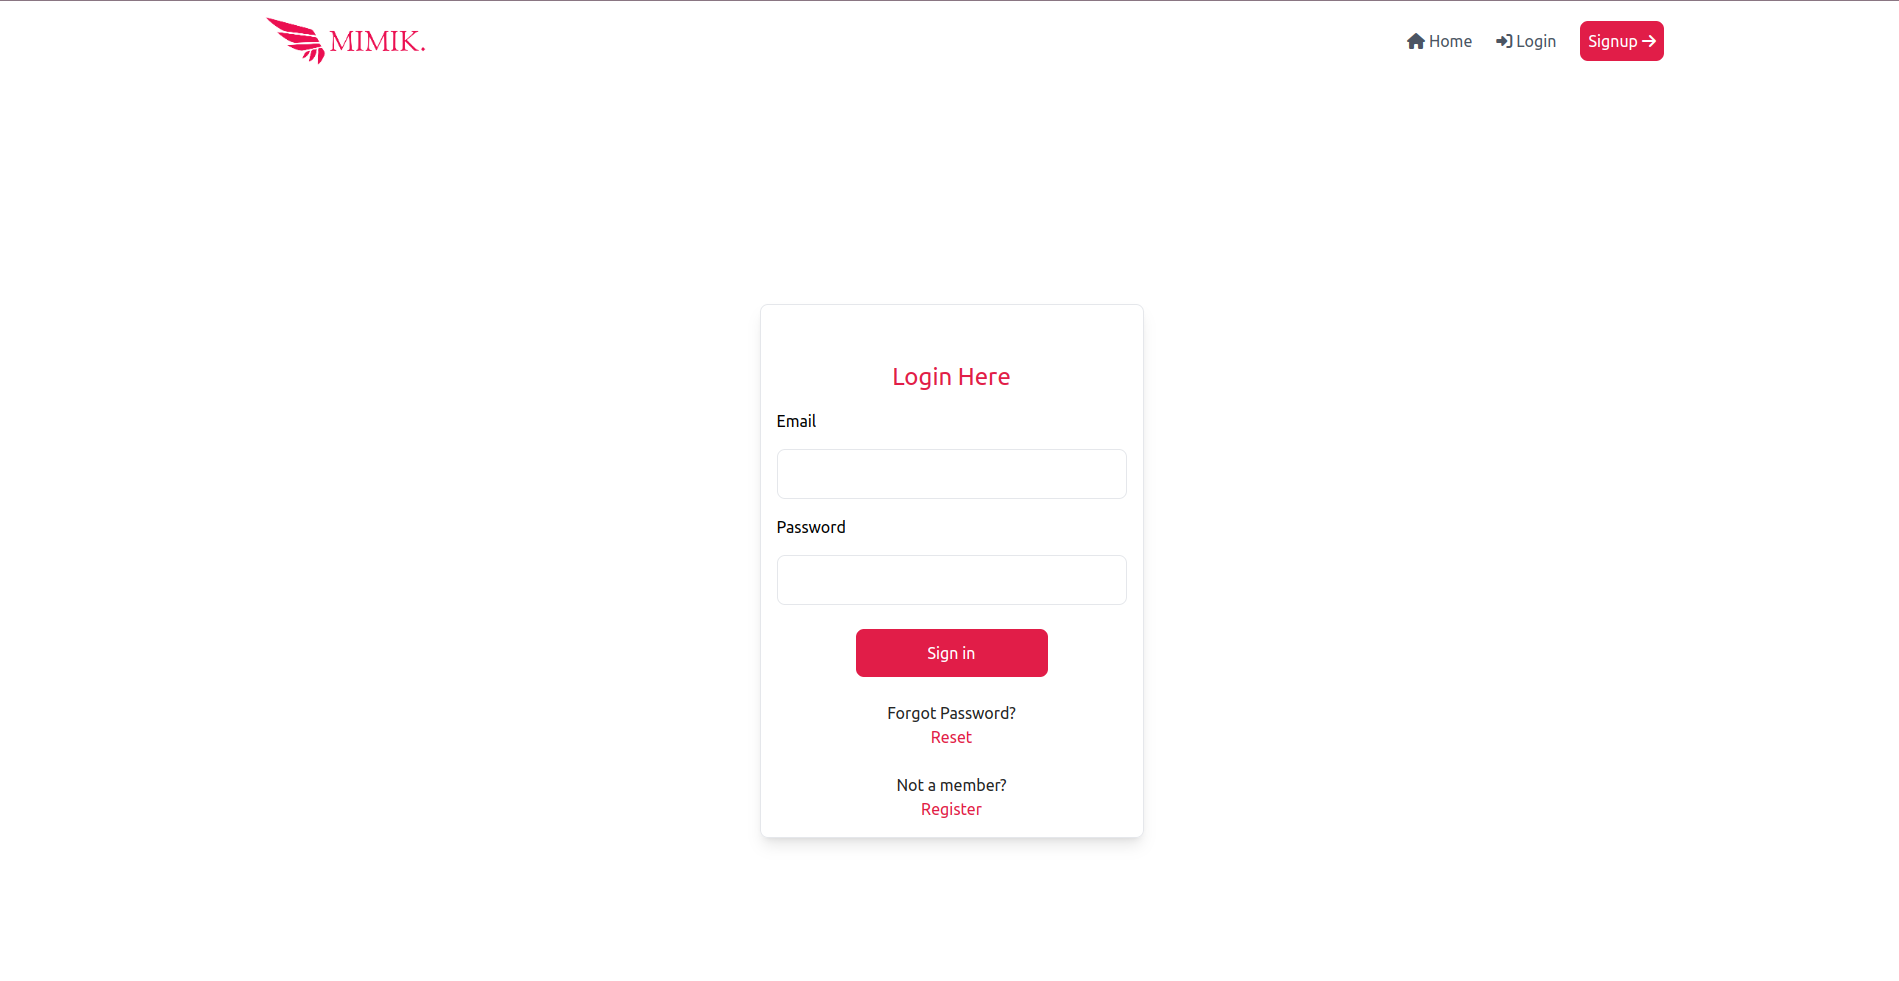 MIMIK.
Home
Login
Signup
Login Here
Email
Password
Sign in
Forgot Password?
Reset
Not a member?
Register